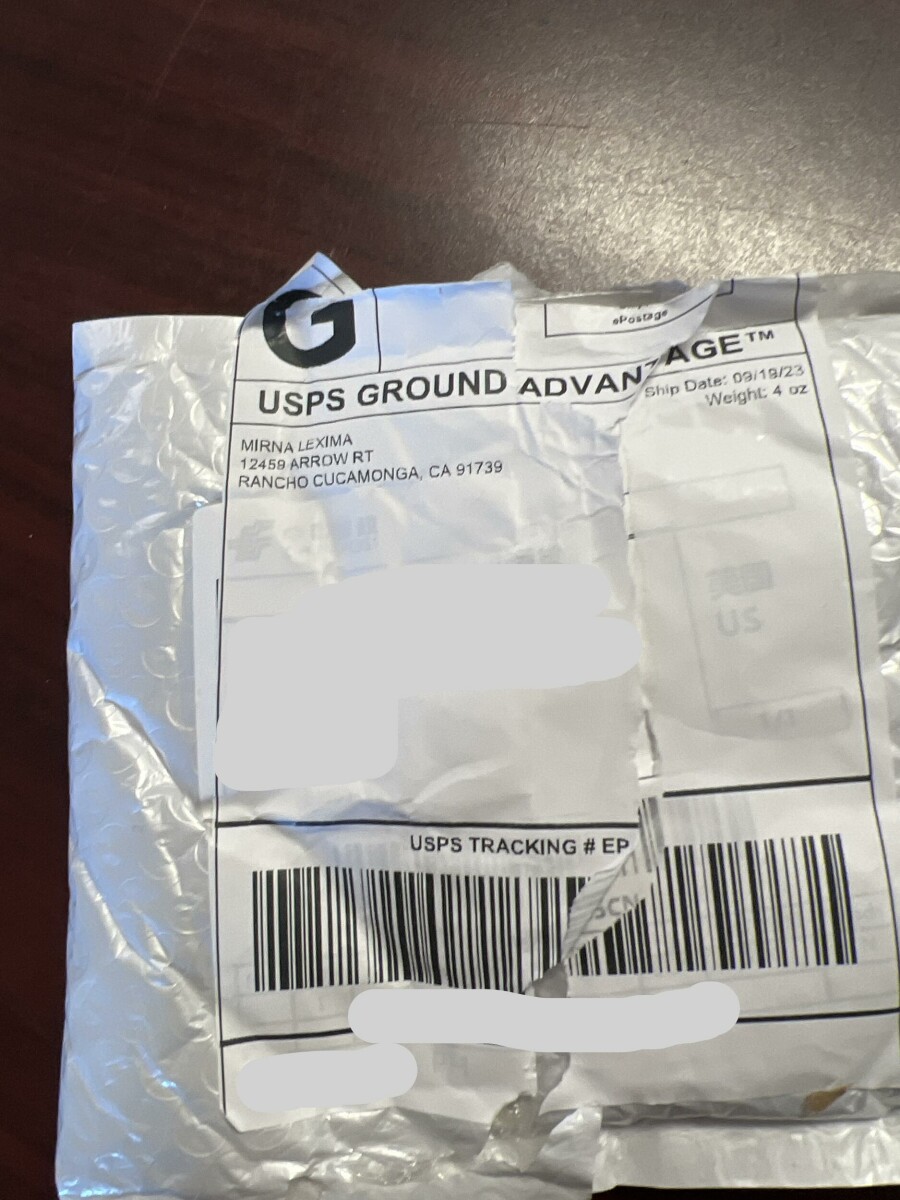 G
ePostage
USPS GROUND ADVANTAGE™
Ship Date: 09/19/23
Weight: 4 oz
MIRNA LEXIMA
12459 ARROW RT
RANCHO CUCAMONGA, CA 91739
US
USPS TRACKING # EP
SCN